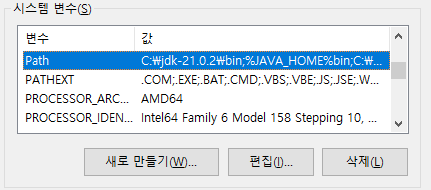 시스템 변수(S)
변수 값
Path C:₩jdk-21.0.2₩bin;%JAVA_HOME%bin;C:₩...
PATHEXT .COM;.EXE;.BAT;.CMD;.VBS;.VBE;.JS;.JSE;.W...
PROCESSOR_ARC... AMD64
PROCESSOR_IDEN... Intel64 Family 6 Model 158 Stepping 10, ...
새로 만들기(W)... 편집(I)... 삭제(L)